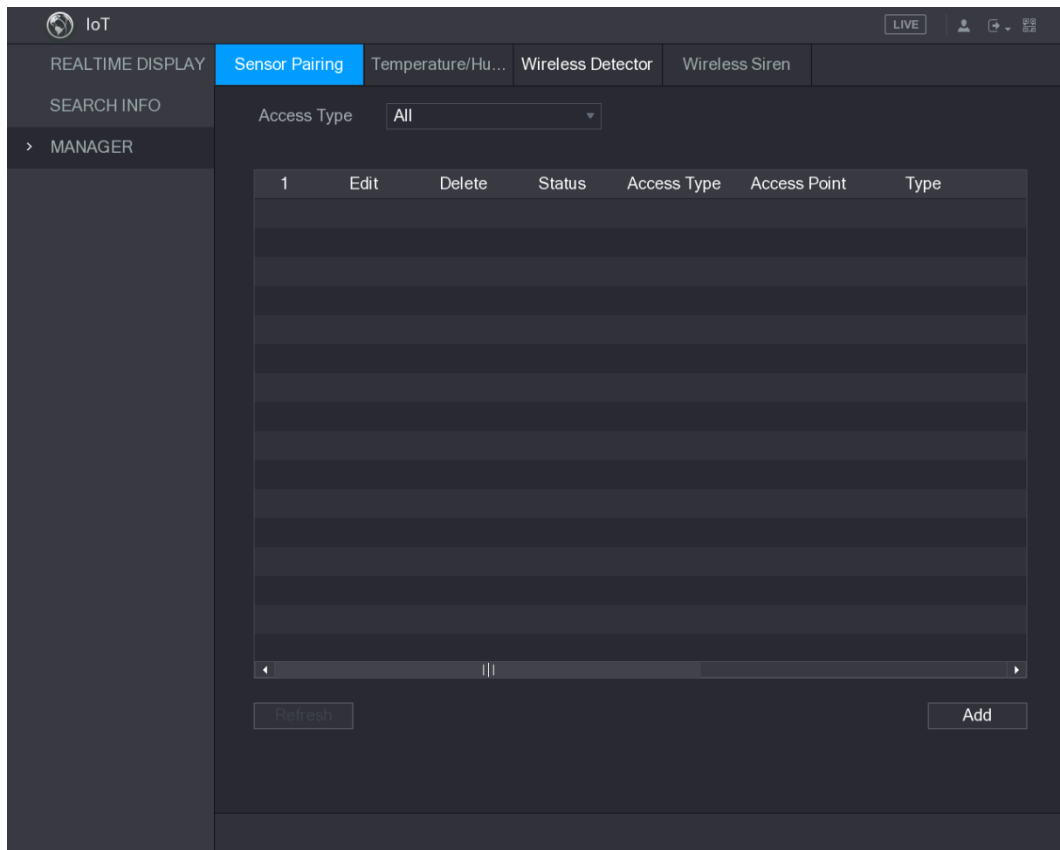 IoT
LIVE
REALTIME DISPLAY
SEARCH INFO
MANAGER
Sensor Pairing Temperature/Hu... Wireless Detector Wireless Siren
Access Type All
1 Edit Delete Status Access Type Access Point Type
Refresh Add